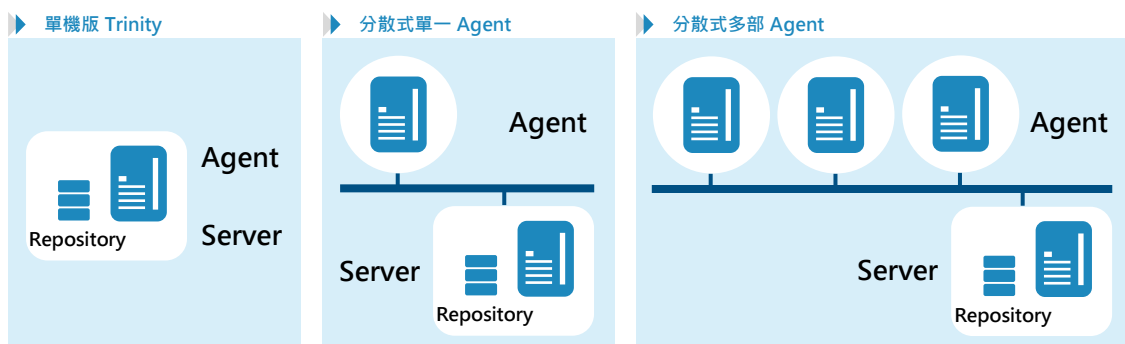 單機版 Trinity
Agent
Server
Repository
分散式單一 Agent
Agent
Server
Repository
分散式多部 Agent
Agent
Server
Repository